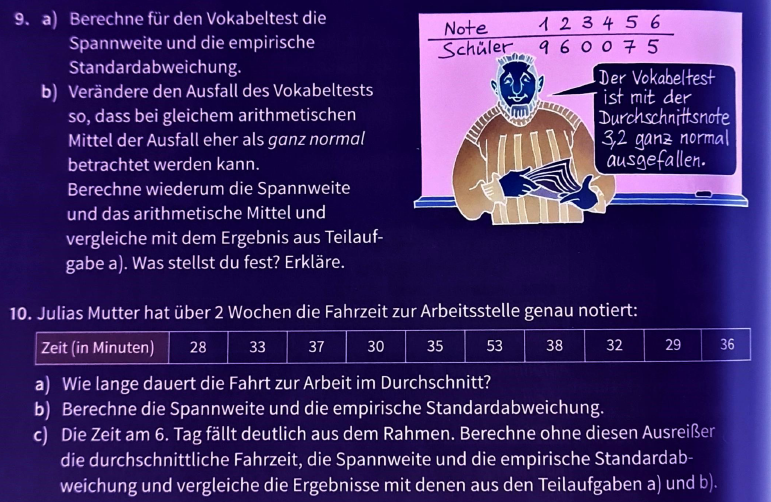 9. a) Berechne für den Vokabeltest die
Spannweite und die empirische
Standardabweichung.
b) Verändere den Ausfall des Vokabeltests
so, dass bei gleichem arithmetischen
Mittel der Ausfall eher als ganz normal
betrachtet werden kann.
Berechne wiederum die Spannweite
und das arithmetische Mittel und
vergleiche mit dem Ergebnis aus Teilauf-
gabe a). Was stellst du fest? Erkläre.
Note 1 2 3 4 5 6
Schüler 9 6 0 0 7 5
Der Vokabeltest
ist mit der
Durchschnittsnote
3,2 ganz normal
ausgefallen.
10. Julias Mutter hat über 2 Wochen die Fahrzeit zur Arbeitsstelle genau notiert:
Zeit (in Minuten) 28 33 37 30 35 53 38 32 29 36
a) Wie lange dauert die Fahrt zur Arbeit im Durchschnitt?
b) Berechne die Spannweite und die empirische Standardabweichung.
c) Die Zeit am 6. Tag fällt deutlich aus dem Rahmen. Berechne ohne diesen Ausreißer
die durchschnittliche Fahrzeit, die Spannweite und die empirische Standardab-
weichung und vergleiche die Ergebnisse mit denen aus den Teilaufgaben a) und b).